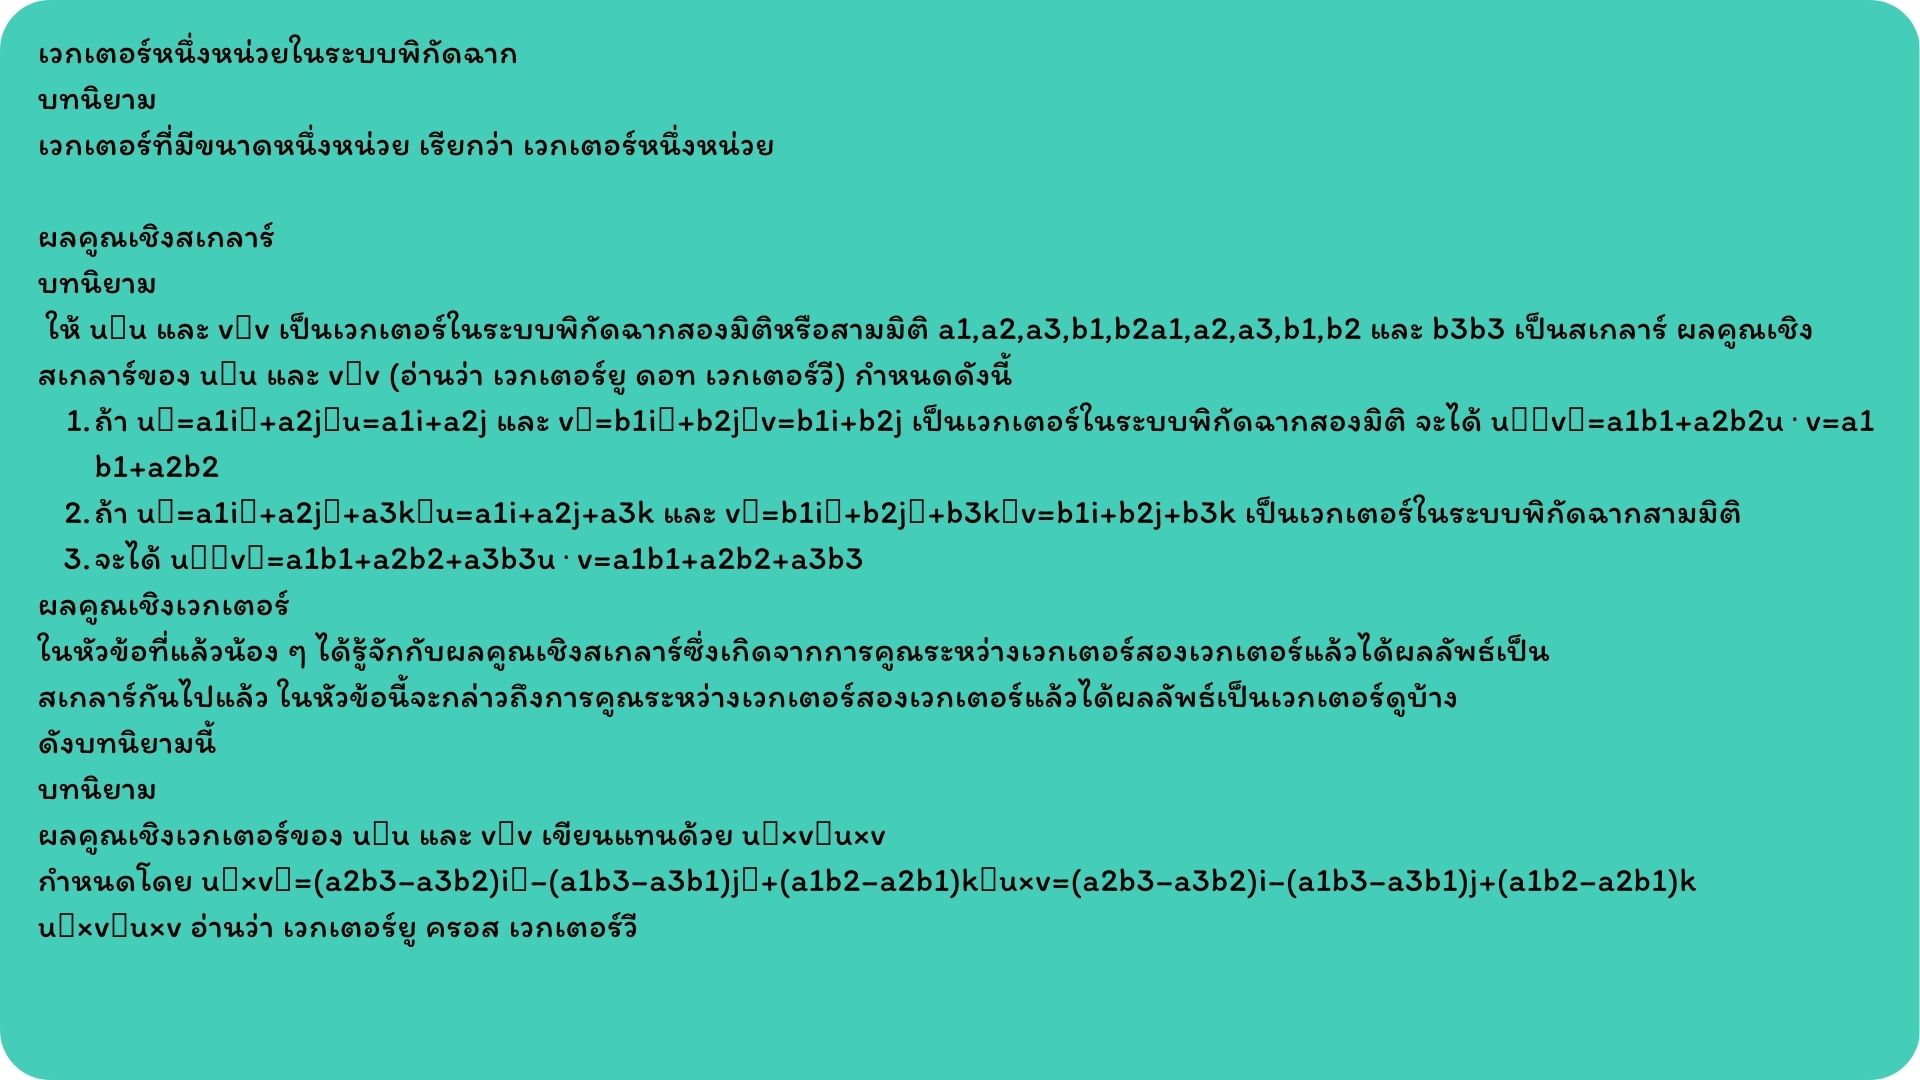 เวกเตอร์หนึ่งหน่วยในระบบพิกัดฉาก
บทนิยาม
เวกเตอร์ที่มีขนาดหนึ่งหน่วย เรียกว่า เวกเตอร์หนึ่งหน่วย
ผลคูณเชิงสเกลาร์
บทนิยาม
ให้ u▯u และ v▯v เป็นเวกเตอร์ในระบบพิกัดฉากสองมิติหรือสามมิติ a1,a2,a3,b1,b2a1,a2,a3,b1,b2 และ b3b3 เป็นสเกลาร์ ผลคูณเชิง
สเกลาร์ของ u▯u และ v▯v (อ่านว่า เวกเตอร์ยู ดอท เวกเตอร์วี) กำหนดดังนี้
1. ถ้า u▯=a1i▯+a2j▯u=a1i+a2j และ v▯=b1i▯+b2j▯v=b1i+b2j เป็นเวกเตอร์ในระบบพิกัดฉากสองมิติ จะได้ u▯▯v▯=a1b1+a2b2u⋅v=a1
b1+a2b2
2. ถ้า u▯=a1i▯+a2j▯+a3k▯u=a1i+a2j+a3k และ v▯=b1i▯+b2j▯+b3k▯v=b1i+b2j+b3k เป็นเวกเตอร์ในระบบพิกัดฉากสามมิติ
3. จะได้ u▯▯v▯=a1b1+a2b2+a3b3u⋅v=a1b1+a2b2+a3b3
ผลคูณเชิงเวกเตอร์
ในหัวข้อที่แล้วน้อง ๆ ได้รู้จักกับผลคูณเชิงสเกลาร์ซึ่งเกิดจากการคูณระหว่างเวกเตอร์สองเวกเตอร์แล้วได้ผลลัพธ์เป็น
สเกลาร์กันไปแล้ว ในหัวข้อนี้จะกล่าวถึงการคูณระหว่างเวกเตอร์สองเวกเตอร์แล้วได้ผลลัพธ์เป็นเวกเตอร์ดูบ้าง
ดังบทนิยามนี้
บทนิยาม
ผลคูณเชิงเวกเตอร์ของ u▯u และ v▯v เขียนแทนด้วย u▯×v▯u×v
กำหนดโดย u▯×v▯=(a2b3−a3b2)i▯−(a1b3−a3b1)j▯+(a1b2−a2b1)k▯u×v=(a2b3−a3b2)i−(a1b3−a3b1)j+(a1b2−a2b1)k
u▯×v▯u×v อ่านว่า เวกเตอร์ยู ครอส เวกเตอร์วี